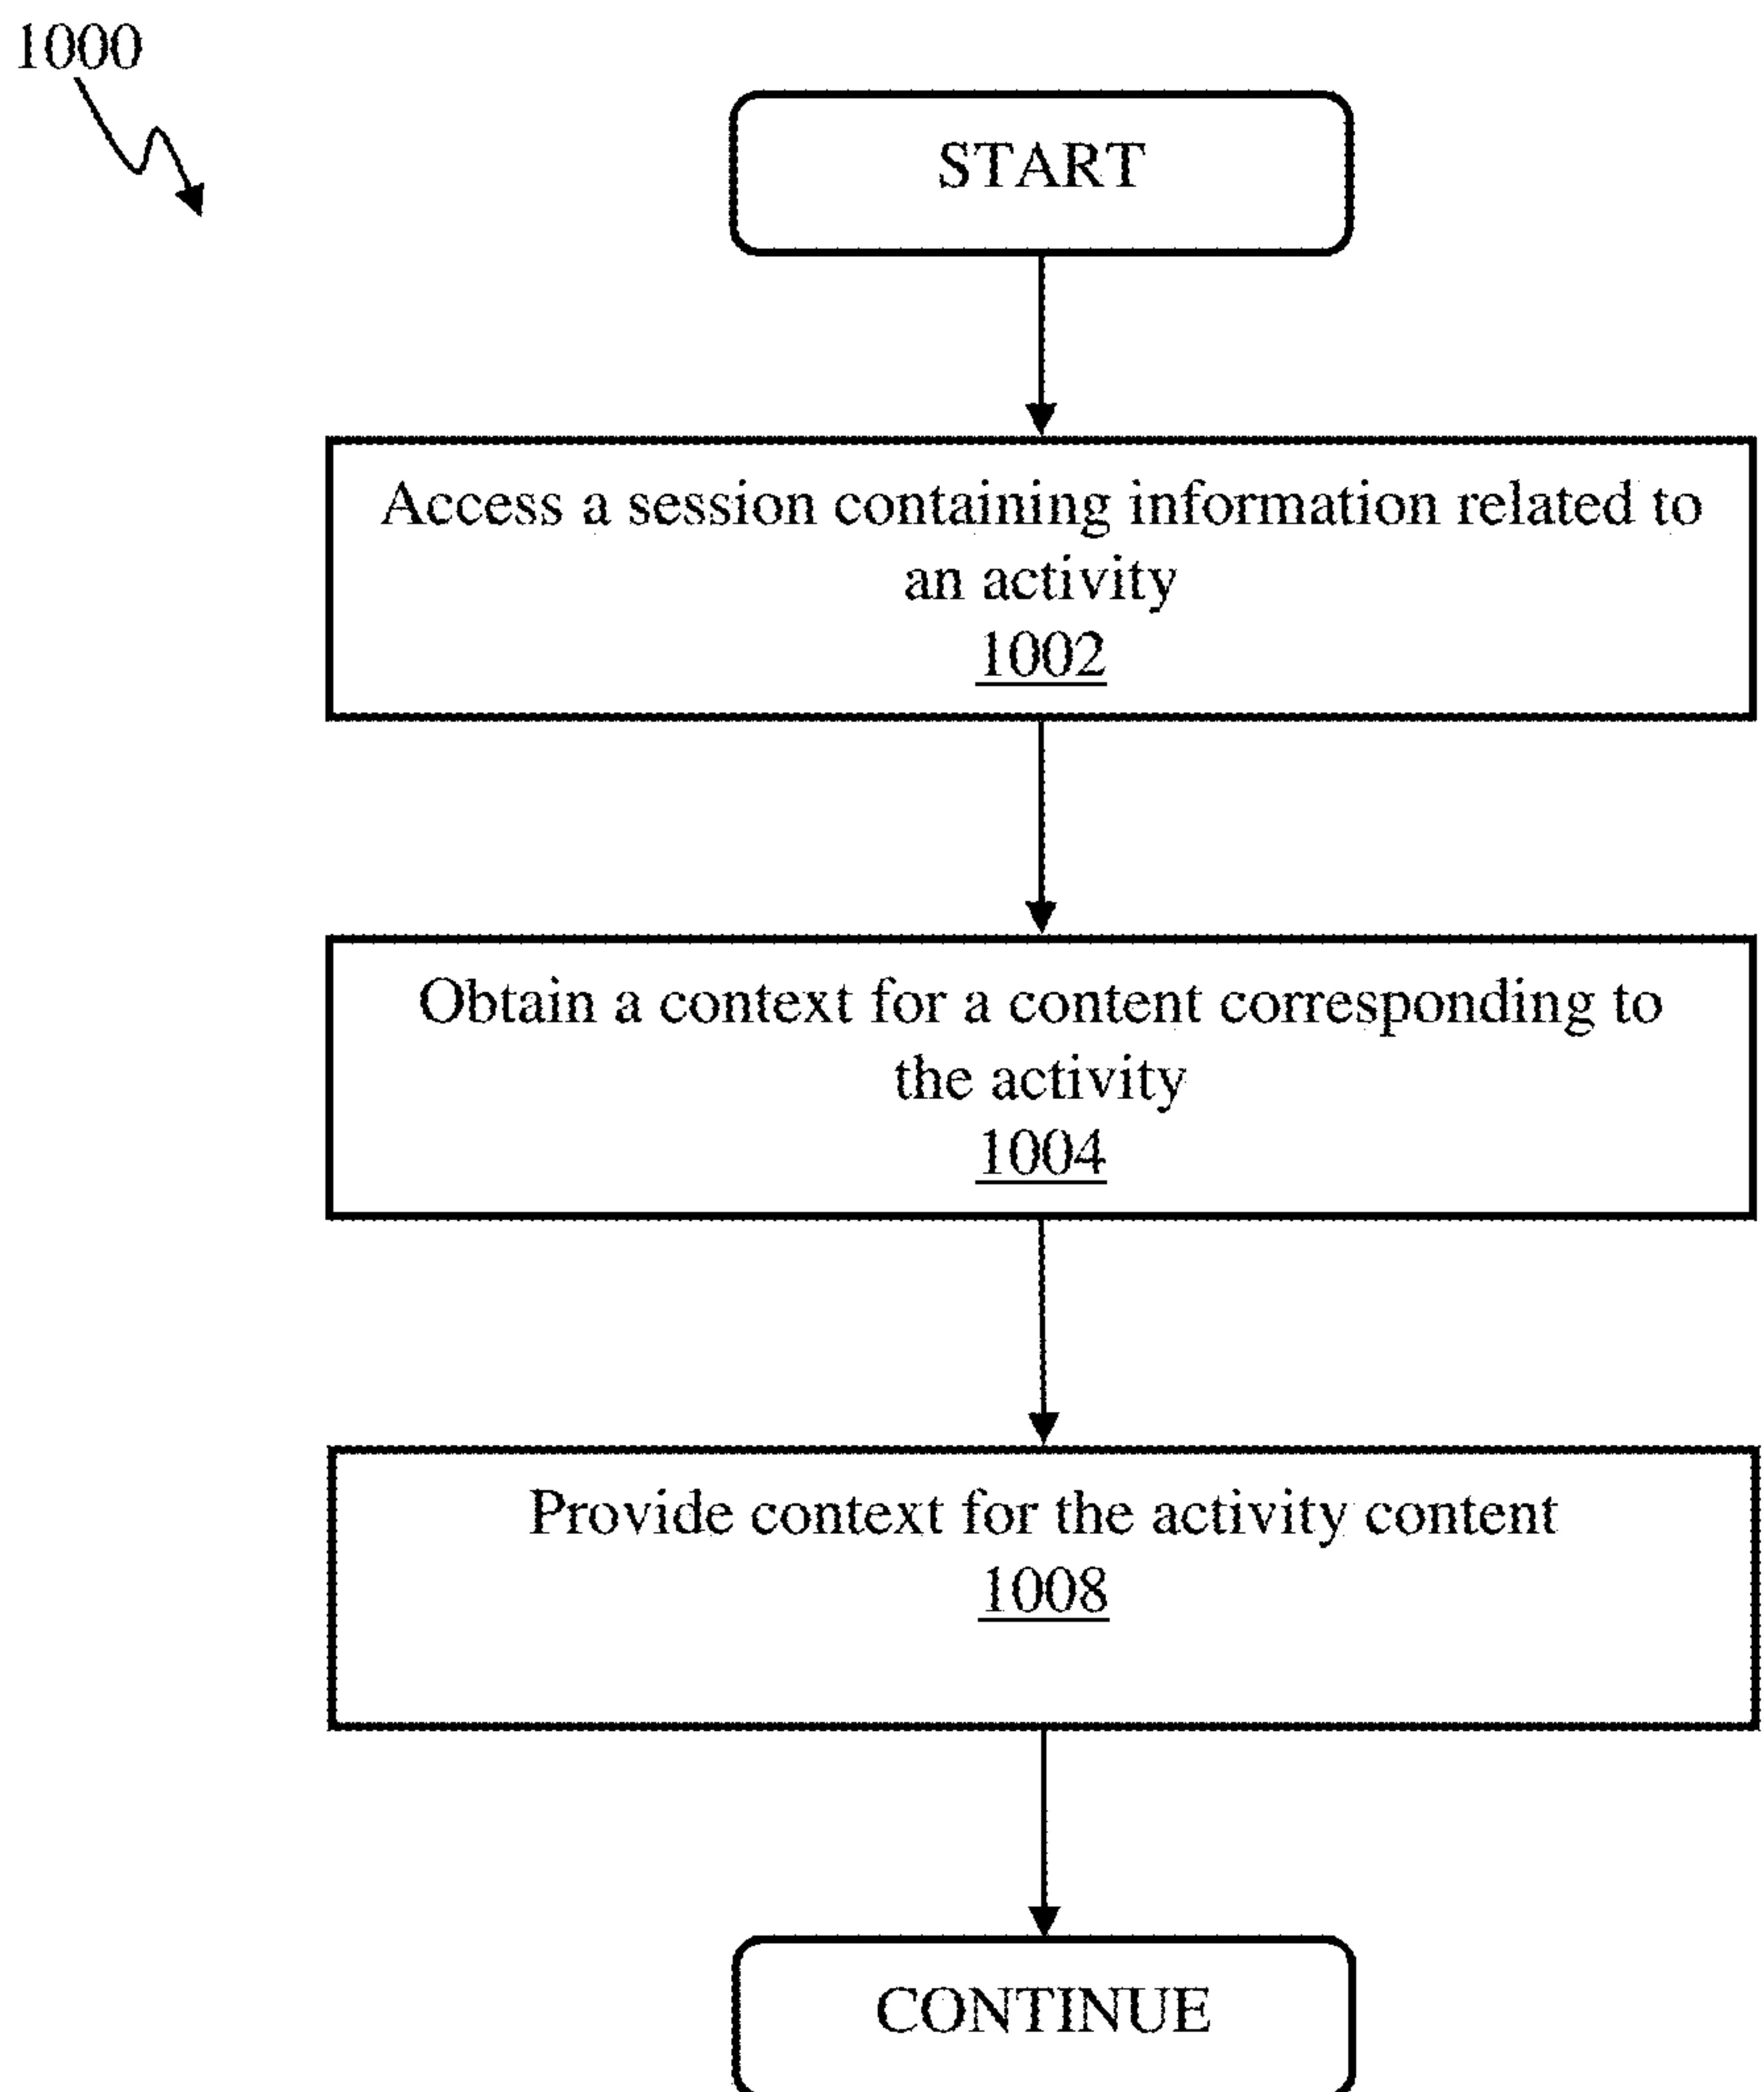 1000
START
Access a session containing information related to
an activity
1002
Obtain a context for a content corresponding to
the activity
1004
Provide context for the activity content
1008
CONTINUE